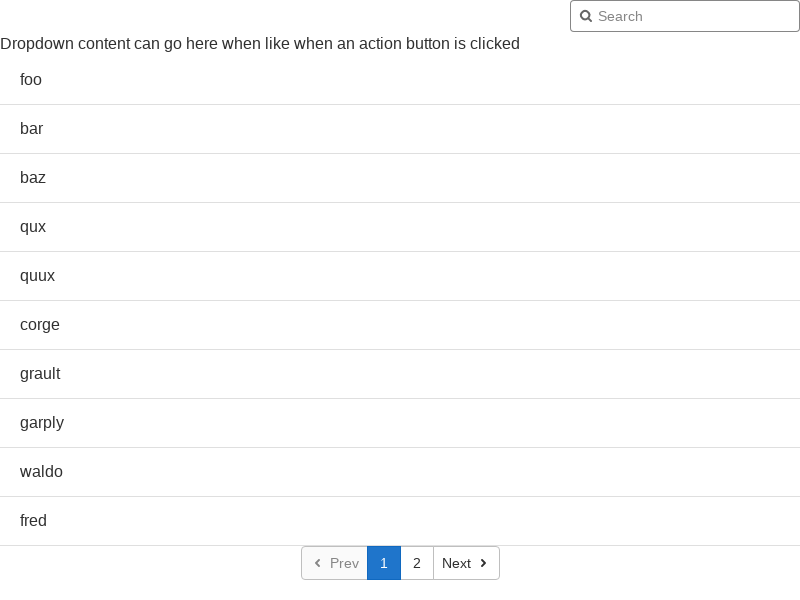 Search
Dropdown content can go here when like when an action button is clicked
foo
bar
baz
qux
quux
corge
grault
garply
waldo
fred
Prev 1 2 Next